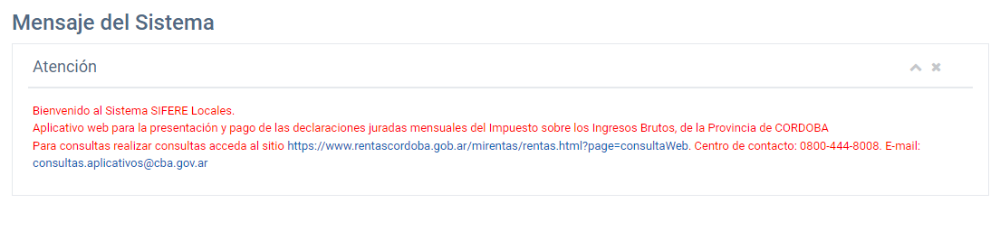 Mensaje del Sistema
Atención
Bienvenido al Sistema SIFERE Locales.
Aplicativo web para la presentación y pago de las declaraciones juradas mensuales del Impuesto sobre los Ingresos Brutos, de la Provincia de CORDOBA
Para consultas realizar consultas acceda al sitio https://www.rentascordoba.gob.ar/mirentas/rentas.html?page=consultaWeb. Centro de contacto: 0800-444-8008. E-mail:
consultas.aplicativos@cba.gov.ar